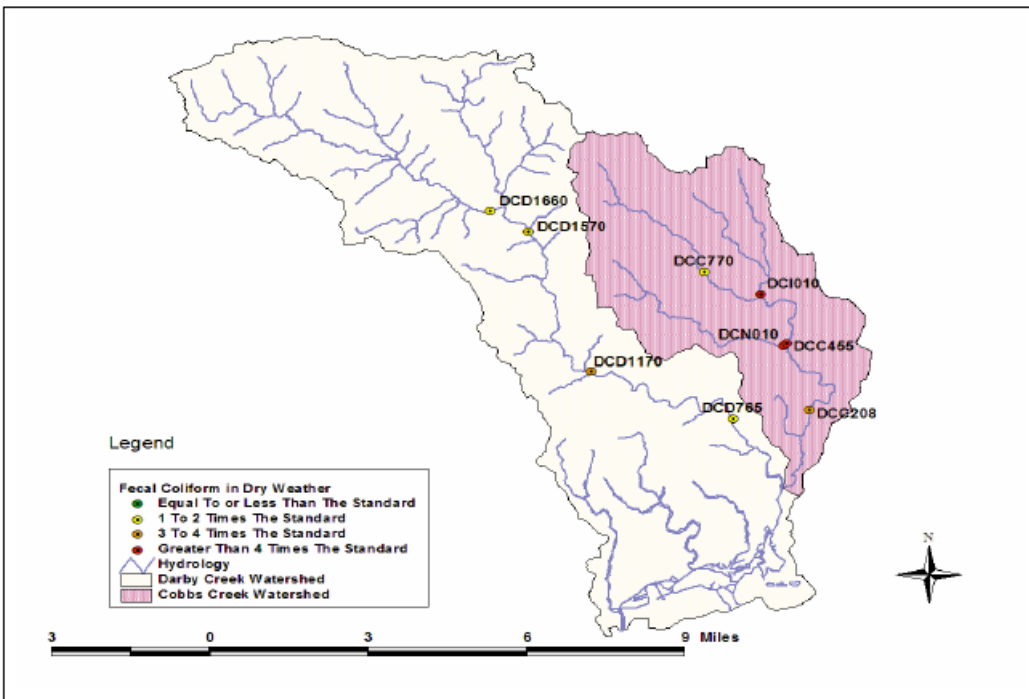 DCD1660
DCD1570
DCC770
DCI010
DCN010
DCC455
DCD1170
DCD765
DCC208
Legend
Fecal Coliform in Dry Weather
Equal To or Less Than The Standard
1 To 2 Times The Standard
3 To 4 Times The Standard
Greater Than 4 Times The Standard
Hydrology
Darby Creek Watershed
Cobbs Creek Watershed
N
3 0 3 6 9 Miles